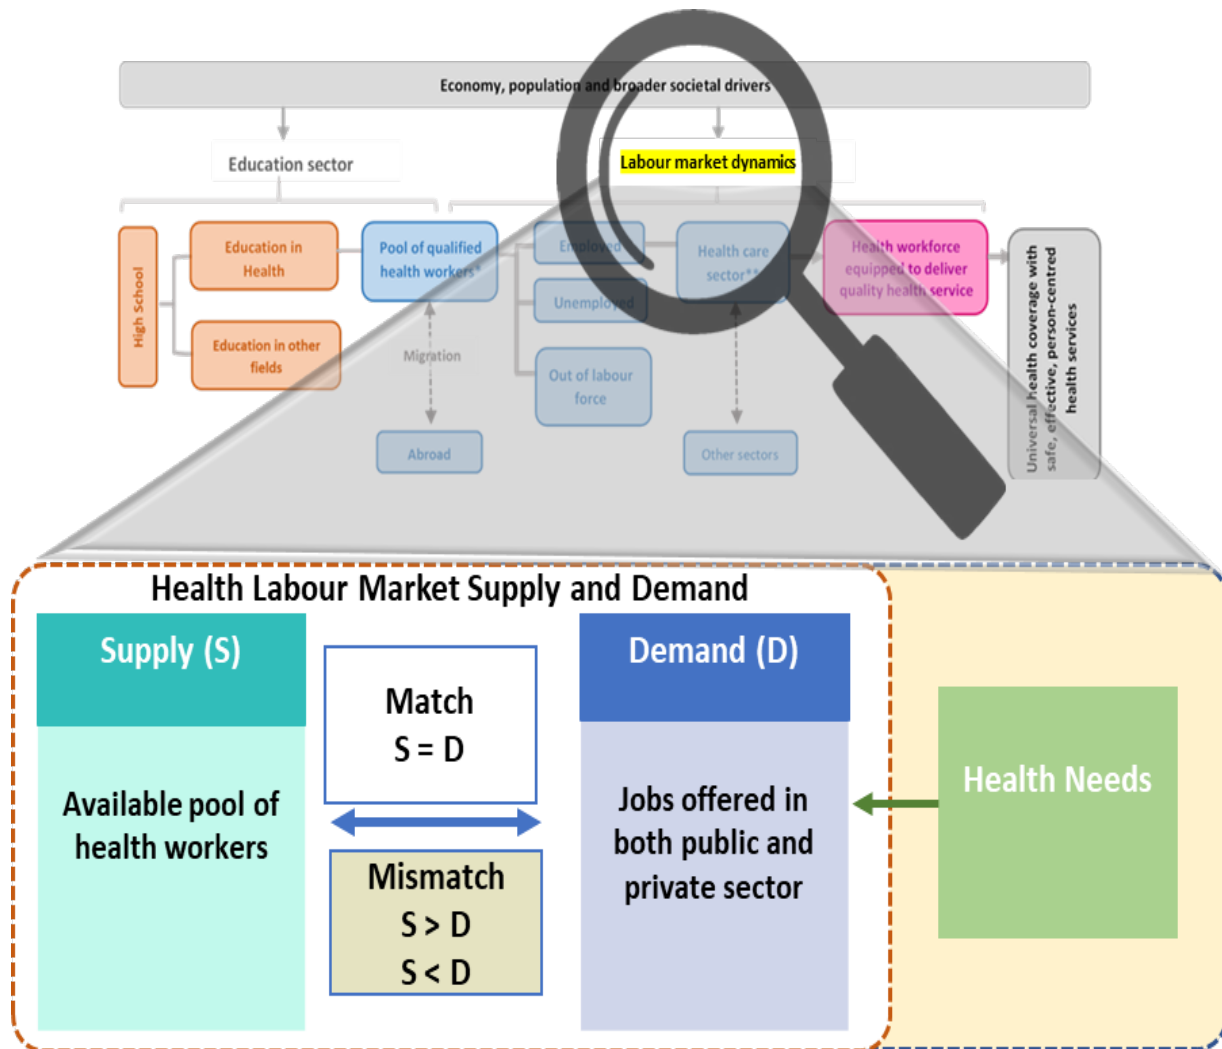 Economy, population and broader societal drivers
Education sector
Labour market dynamics
High School
Education in
Health
Education in other
fields
Pool of qualified
health workers*
Migration
Abroad
Employed
Unemployed
Out of labour
force
Health care
sector**
Other sectors
Health workforce
equipped to deliver
quality health service
Universal health coverage with
safe, effective, person-centred
health services
Health Labour Market Supply and Demand
Supply (S)
Available pool of
health workers
Match
S = D
Mismatch
S > D
S < D
Demand (D)
Jobs offered in
both public and
private sector
Health Needs